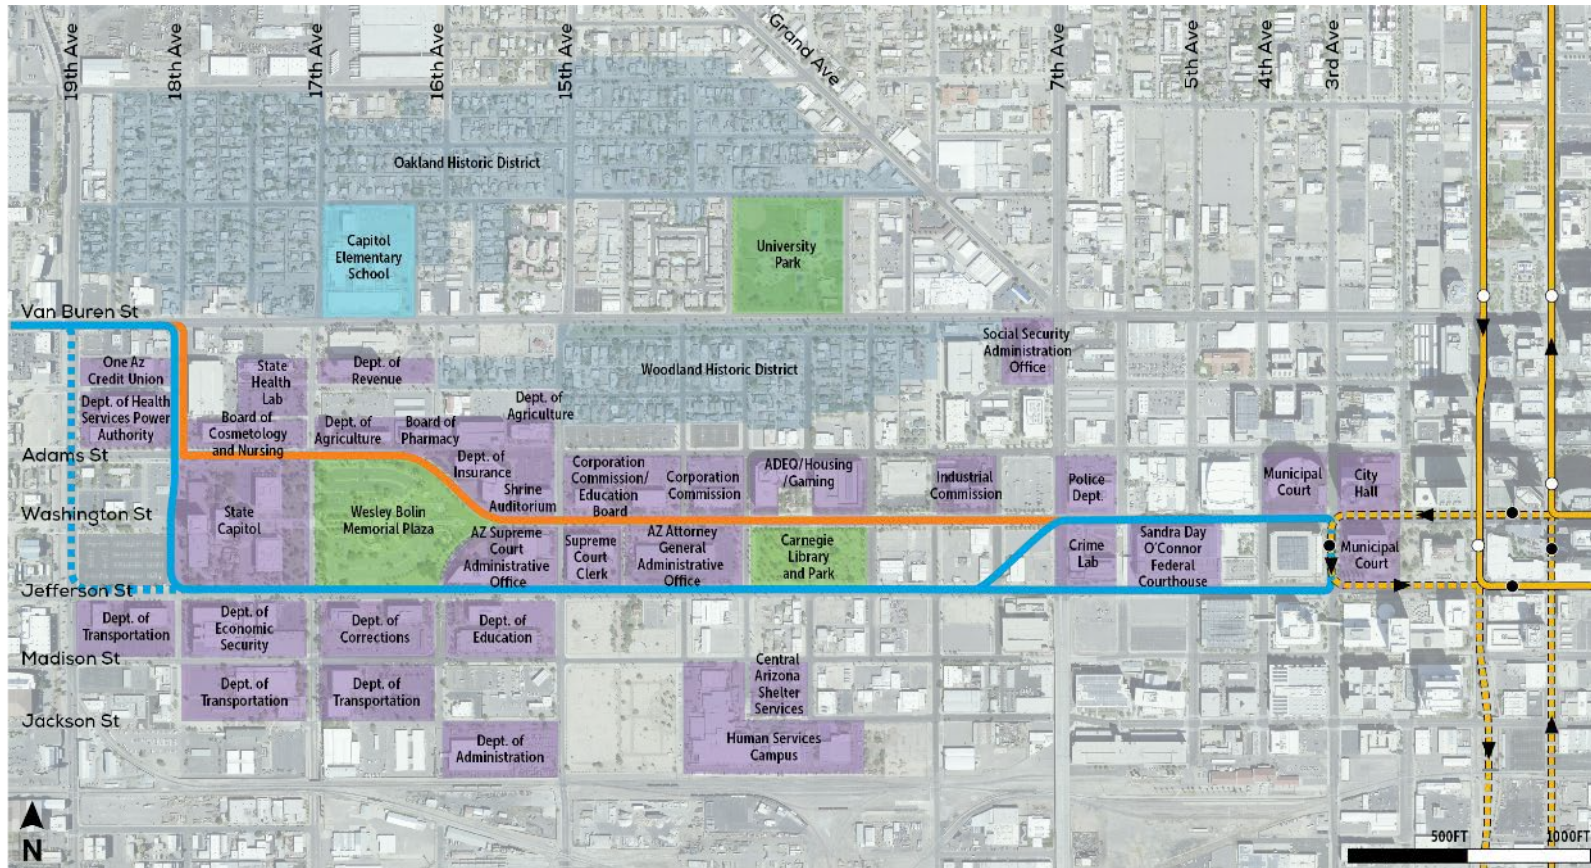 19th Ave
18th Ave
17th Ave
16th Ave
15th Ave
Grand Ave
7th Ave
5th Ave
4th Ave
3rd Ave
Oakland Historic District
Capitol
Elementary
School
University
Park
Van Buren St
One Az
Credit Union
State
Health
Lab
Dept. of
Revenue
Woodland Historic District
Social Security
Administration
Office
Dept. of Health
Services Power
Authority
Board of
Cosmetology
and Nursing
Dept. of
Agriculture
Board of
Pharmacy
Dept. of
Agriculture
Adams St
Dept. of
Insurance
Shrine
Auditorium
Corporation
Commission/
Education
Board
Corporation
Commission
ADEQ/Housing
/Gaming
Industrial
Commission
Police
Dept.
Municipal
Court
City
Hall
Washington St
State
Capitol
Wesley Bolin
Memorial Plaza
AZ Supreme
Court
Administrative
Office
Supreme
Court
Clerk
AZ Attorney
General
Administrative
Office
Carnegie
Library
and Park
Crime
Lab
Sandra Day
O'Connor
Federal
Courthouse
Municipal
Court
Jefferson St
Dept. of
Transportation
Dept. of
Economic
Security
Dept. of
Corrections
Dept. of
Education
Madison St
Dept. of
Transportation
Dept. of
Transportation
Central
Arizona
Shelter
Services
Jackson St
Dept. of
Administration
Human Services
Campus
N
500FT
1000FT